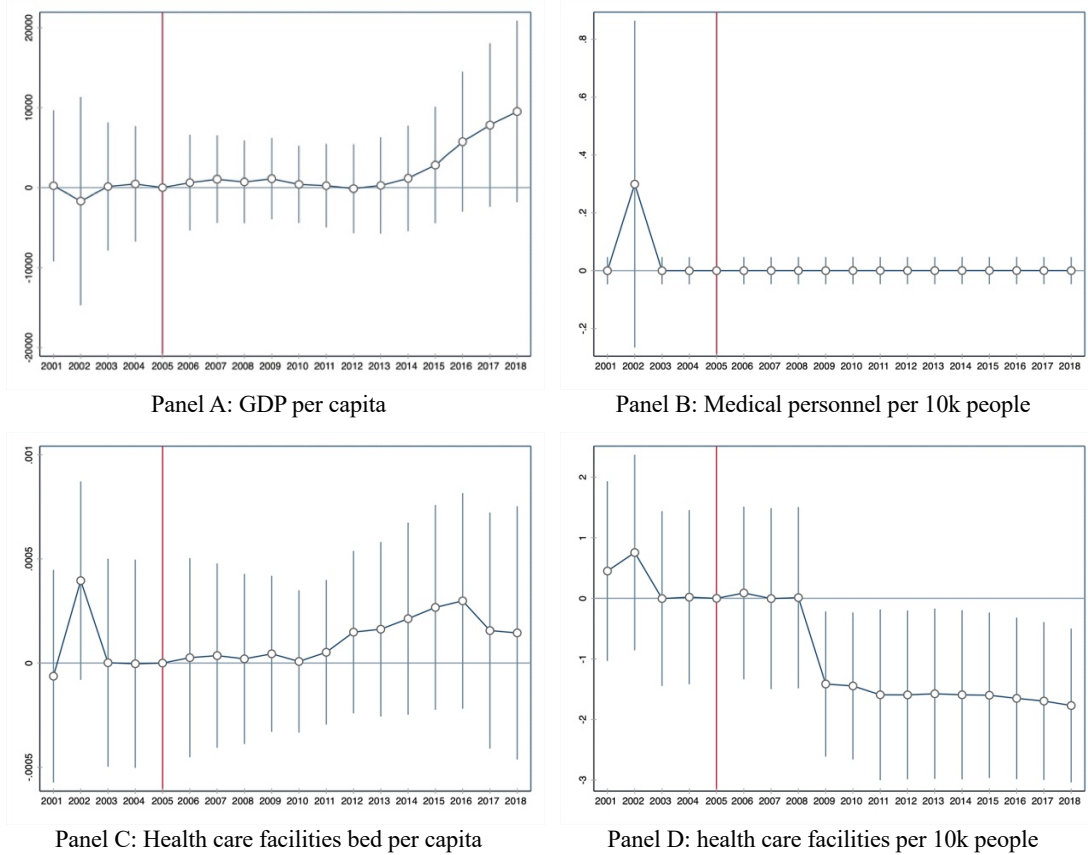 20000
10000
0
-10000
-20000
2001 2002 2003 2004 2005 2006 2007 2008 2009 2010 2011 2012 2013 2014 2015 2016 2017 2018
Panel A: GDP per capita
.8
.6
.4
.2
0
-.2
2001 2002 2003 2004 2005 2006 2007 2008 2009 2010 2011 2012 2013 2014 2015 2016 2017 2018
Panel B: Medical personnel per 10k people
.001
.0005
0
-.0005
2001 2002 2003 2004 2005 2006 2007 2008 2009 2010 2011 2012 2013 2014 2015 2016 2017 2018
Panel C: Health care facilities bed per capita
2
1
0
-1
-2
-3
2001 2002 2003 2004 2005 2006 2007 2008 2009 2010 2011 2012 2013 2014 2015 2016 2017 2018
Panel D: health care facilities per 10k people